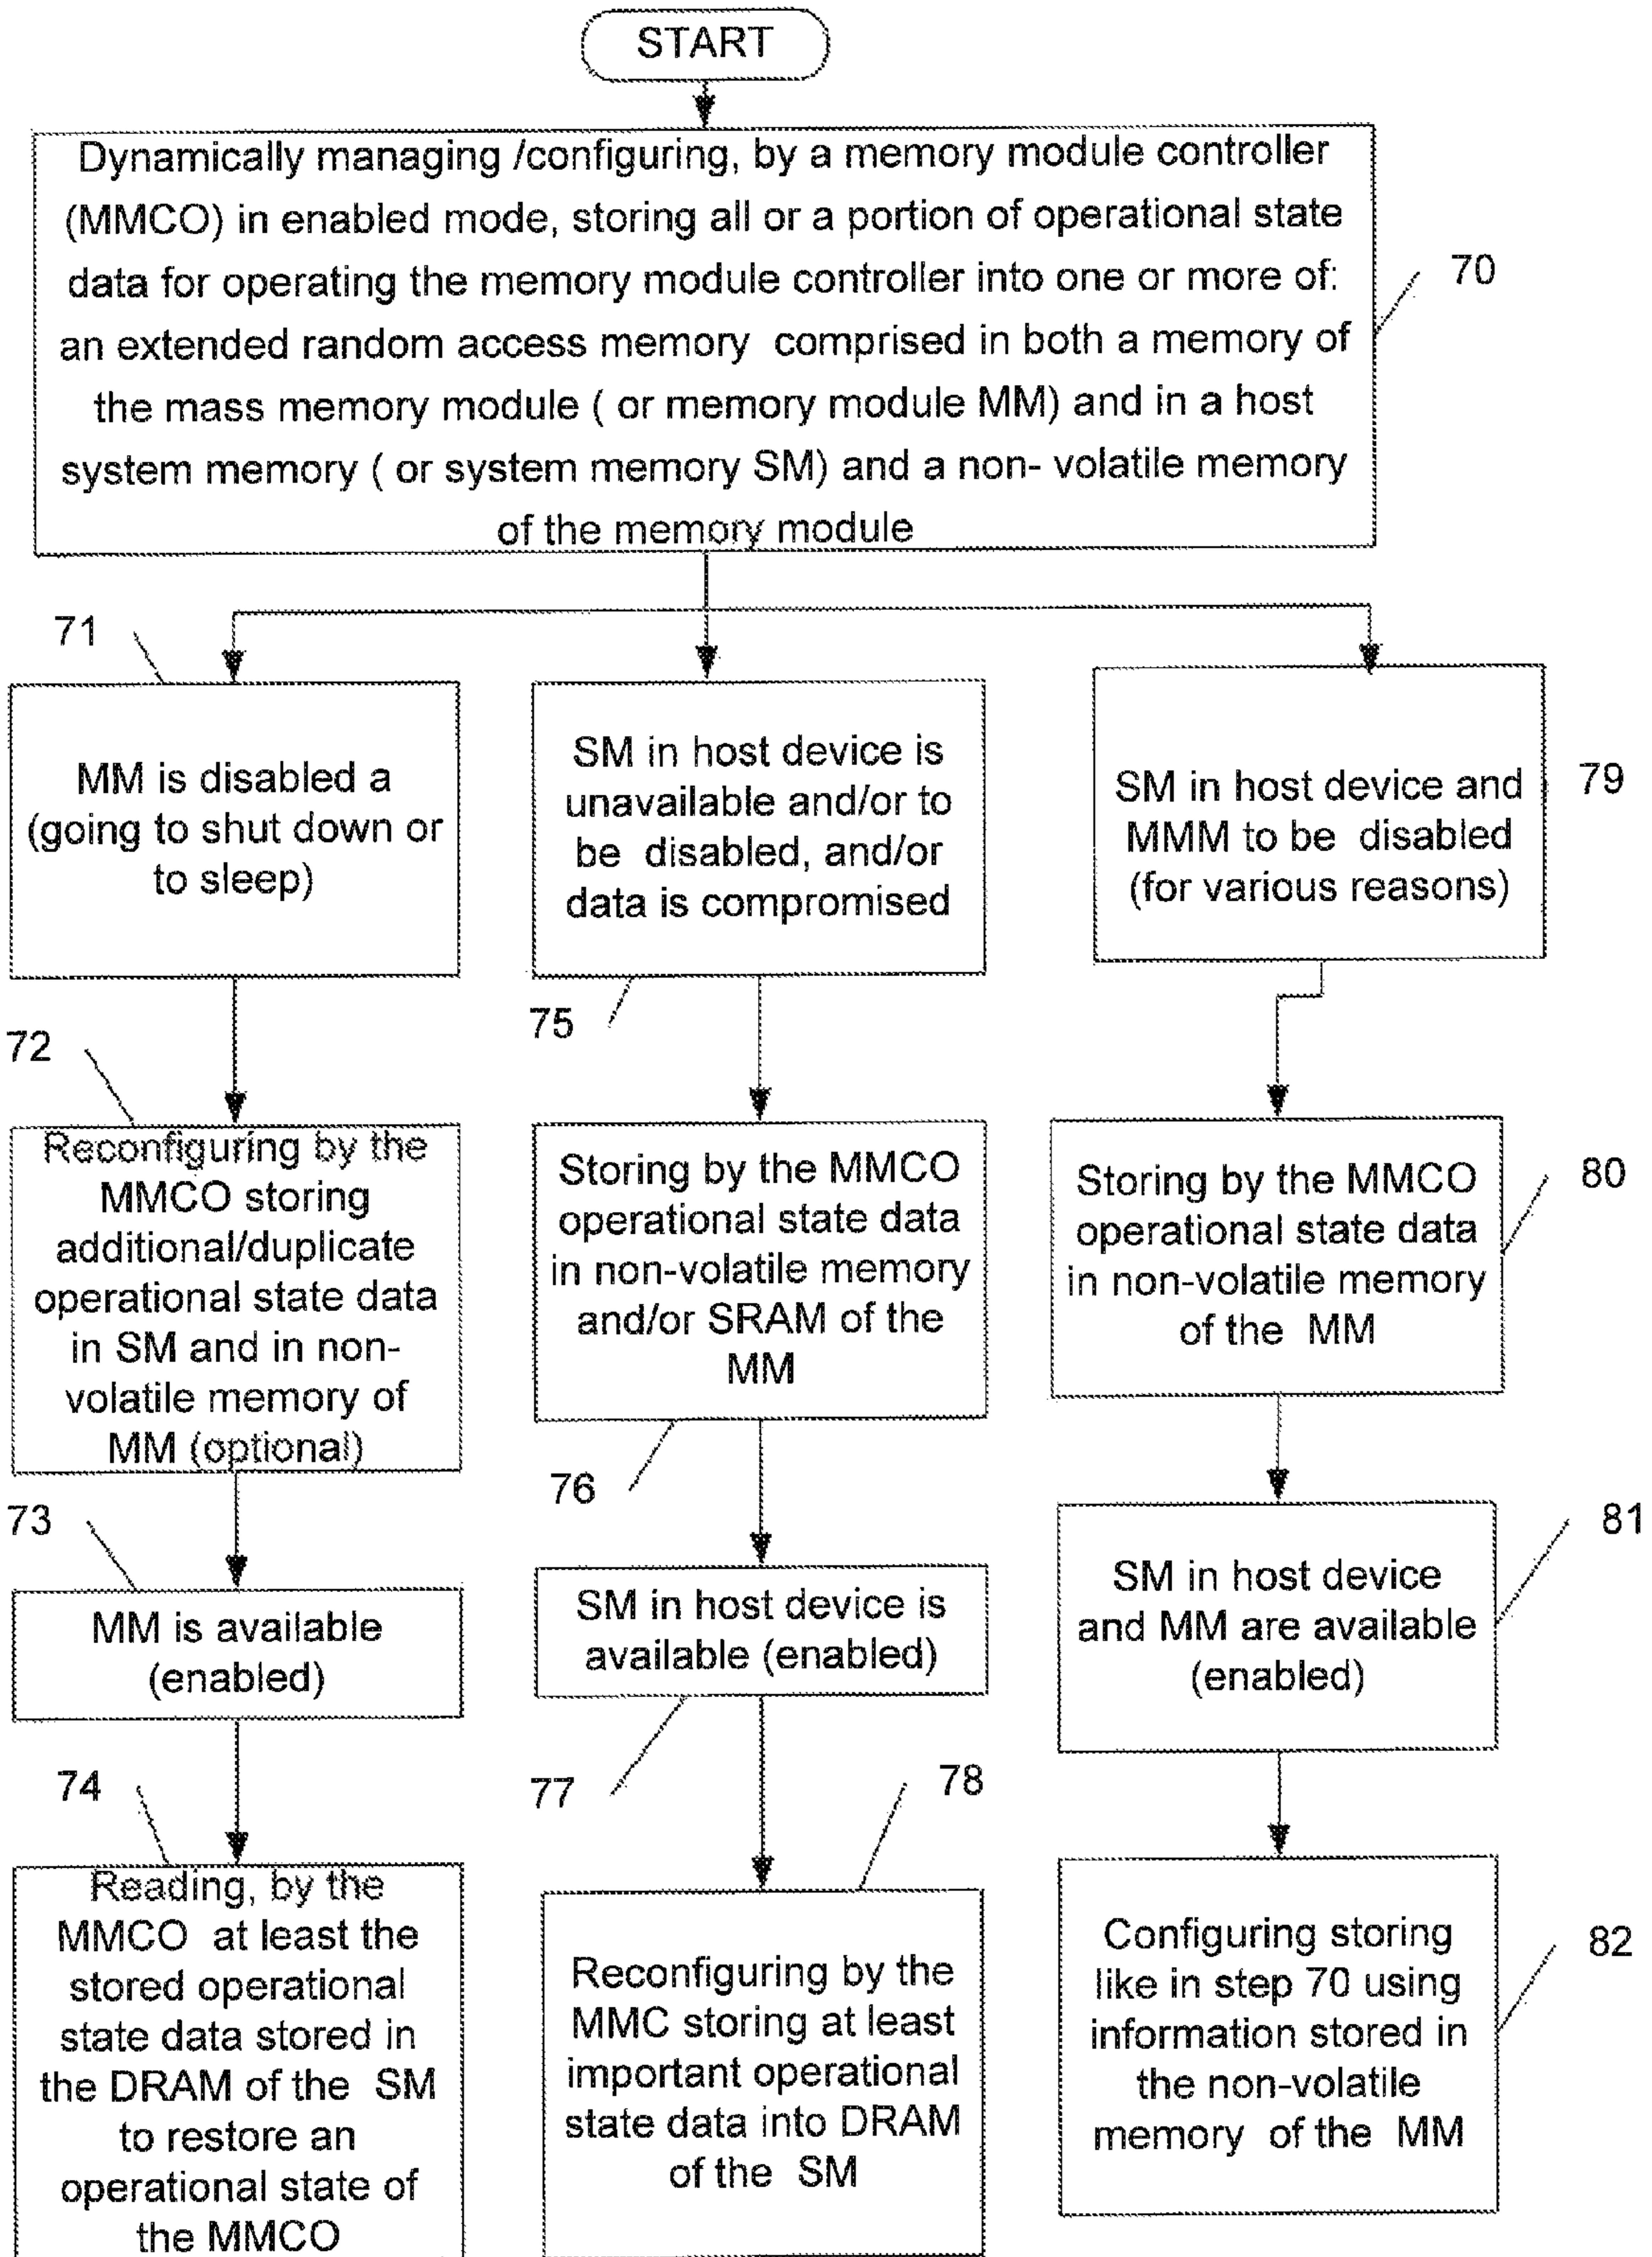 START
Dynamically managing /configuring, by a memory module controller
(MMCO) in enabled mode, storing all or a portion of operational state
data for operating the memory module controller into one or more of:
an extended random access memory comprised in both a memory of
the mass memory module ( or memory module MM) and in a host
system memory ( or system memory SM) and a non- volatile memory
of the memory module
70
71
MM is disabled a
(going to shut down or
to sleep)
72
Reconfiguring by the
MMCO storing
additional/duplicate
operational state data
in SM and in non-
volatile memory of
MM (optional)
73
MM is available
(enabled)
74
Reading, by the
MMCO at least the
stored operational
state data stored in
the DRAM of the SM
to restore an
operational state of
the MMCO
SM in host device is
unavailable and/or to
be disabled, and/or
data is compromised
75
Storing by the MMCO
operational state data
in non-volatile memory
and/or SRAM of the
MM
76
SM in host device is
available (enabled)
77
78
Reconfiguring by the
MMC storing at least
important operational
state data into DRAM
of the SM
SM in host device and
MMM to be disabled
(for various reasons)
79
Storing by the MMCO
operational state data
in non-volatile memory
of the MM
80
SM in host device
and MM are available
(enabled)
81
Configuring storing
like in step 70 using
information stored in
the non-volatile
memory of the MM
82